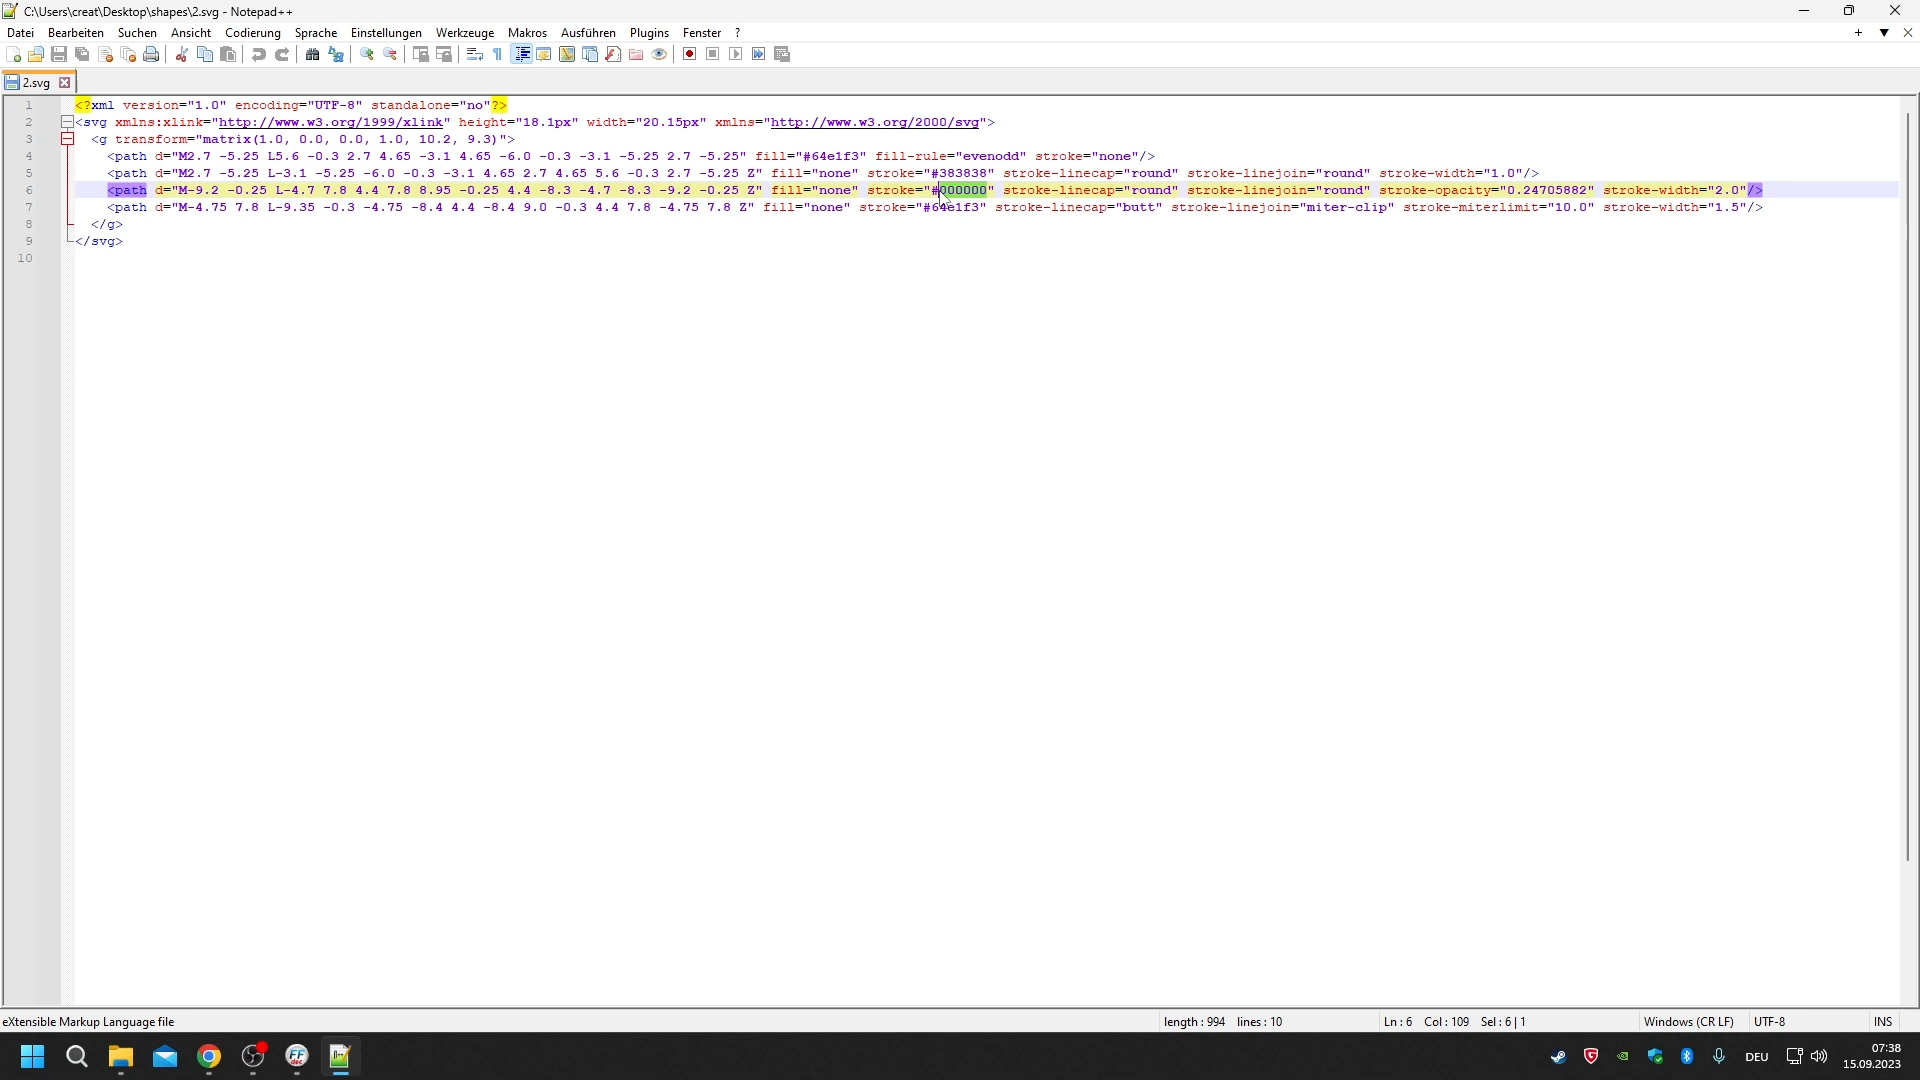 C:\Users\creat\Desktop\shapes\2.svg - Notepad++
Datei Bearbeiten Suchen Ansicht Codierung Sprache Einstellungen Werkzeuge Makros Ausführen Plugins Fenster ?
2.svg
1 <?xml version="1.0" encoding="UTF-8" standalone="no"?>
2 <svg xmlns:xlink="http://www.w3.org/1999/xlink" height="18.1px" width="20.15px" xmlns="http://www.w3.org/2000/svg">
3 <g transform="matrix(1.0, 0.0, 0.0, 1.0, 10.2, 9.3)">
4 <path d="M2.7 -5.25 L5.6 -0.3 2.7 4.65 -3.1 4.65 -6.0 -0.3 -3.1 -5.25 2.7 -5.25" fill="#64e1f3" fill-rule="evenodd" stroke="none"/>
5 <path d="M2.7 -5.25 L-3.1 -5.25 -6.0 -0.3 -3.1 4.65 2.7 4.65 5.6 -0.3 2.7 -5.25 Z" fill="none" stroke="#383838" stroke-linecap="round" stroke-linejoin="round" stroke-width="1.0"/>
6 <path d="M-9.2 -0.25 L-4.7 7.8 4.4 7.8 8.95 -0.25 4.4 -8.3 -4.7 -8.3 -9.2 -0.25 Z" fill="none" stroke="#000000" stroke-linecap="round" stroke-linejoin="round" stroke-opacity="0.24705882" stroke-width="2.0"/>
7 <path d="M-4.75 7.8 L-9.35 -0.3 -4.75 -8.4 4.4 -8.4 9.0 -0.3 4.4 7.8 -4.75 7.8 Z" fill="none" stroke="#64e1f3" stroke-linecap="butt" stroke-linejoin="miter-clip" stroke-miterlimit="10.0" stroke-width="1.5"/>
8 </g>
9 </svg>
10
eXtensible Markup Language file length : 994 lines : 10 Ln : 6 Col : 109 Sel : 6 | 1 Windows (CR LF) UTF-8 INS
FF
dec
DEU
07:38
15.09.2023